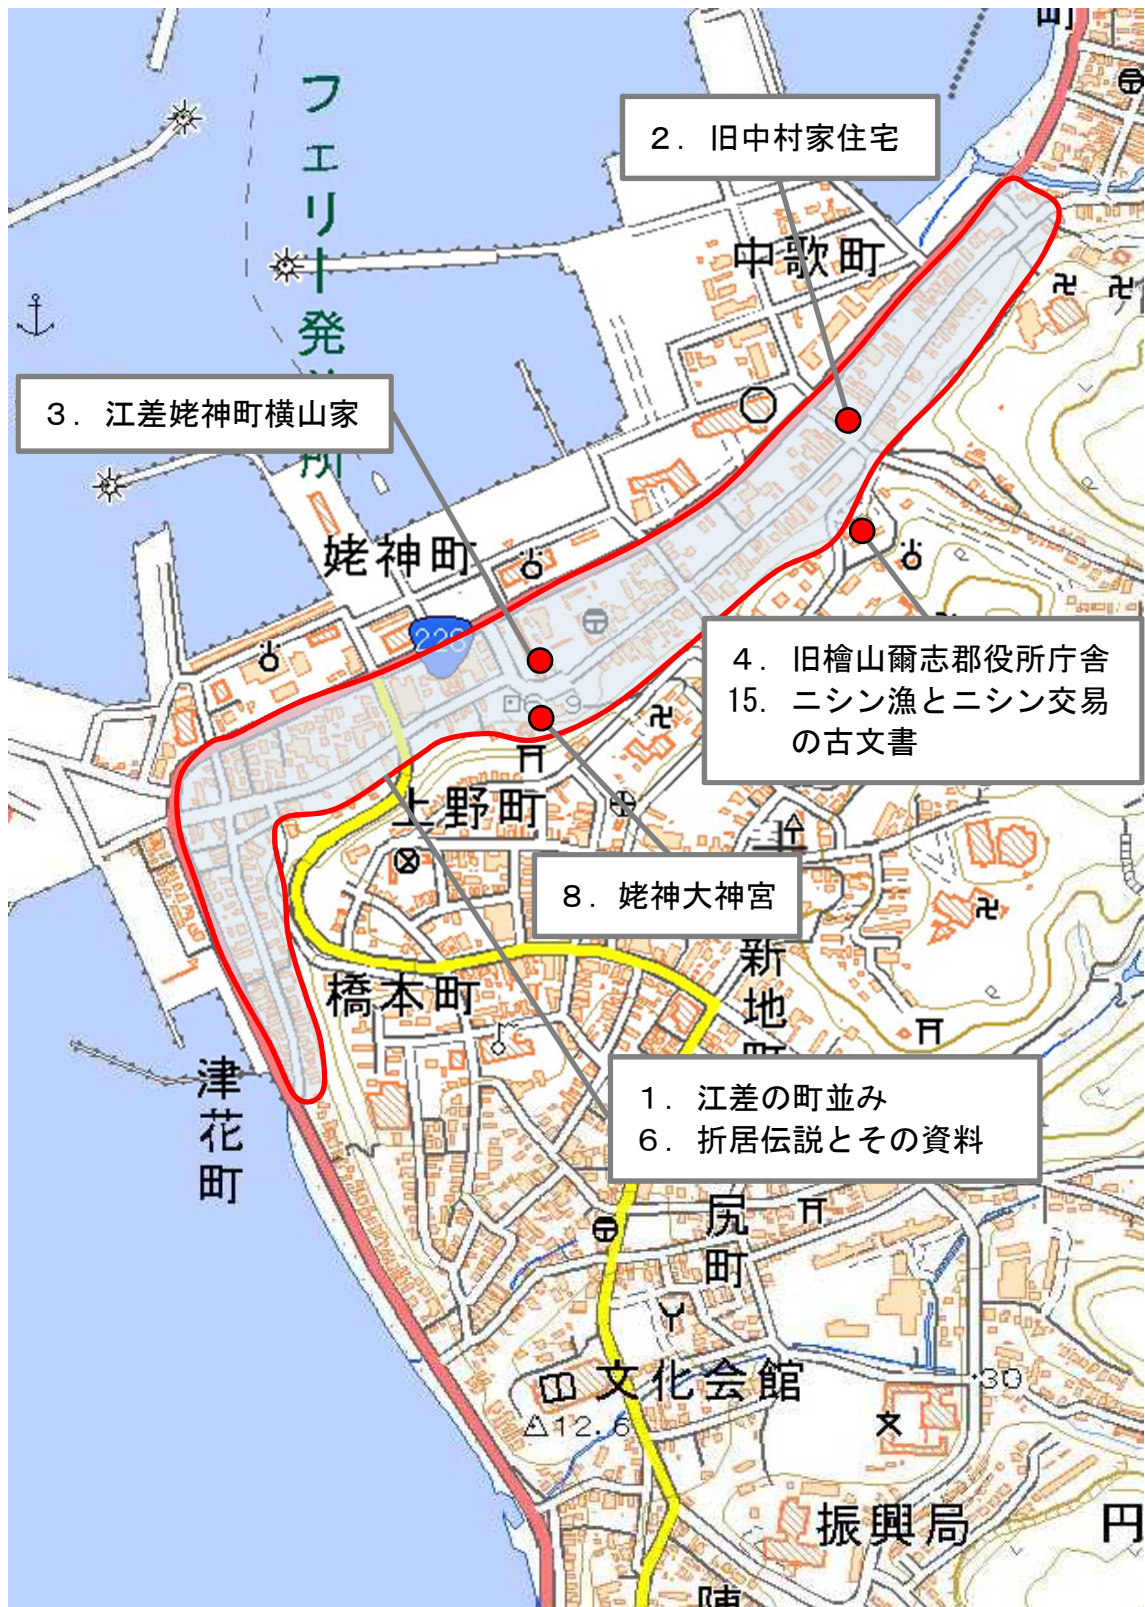 町
フェリー発着所
2. 旧中村家住宅
中歌町
3. 江差姥神町横山家
姥神町
4. 旧檜山爾志郡役所庁舎
15. ニシン漁とニシン交易
の古文書
上野町
8. 姥神大神宮
新地町
橋本町
津花町
1. 江差の町並み
6. 折居伝説とその資料
尻町
文化会館
30
12.6
振興局
円
陣